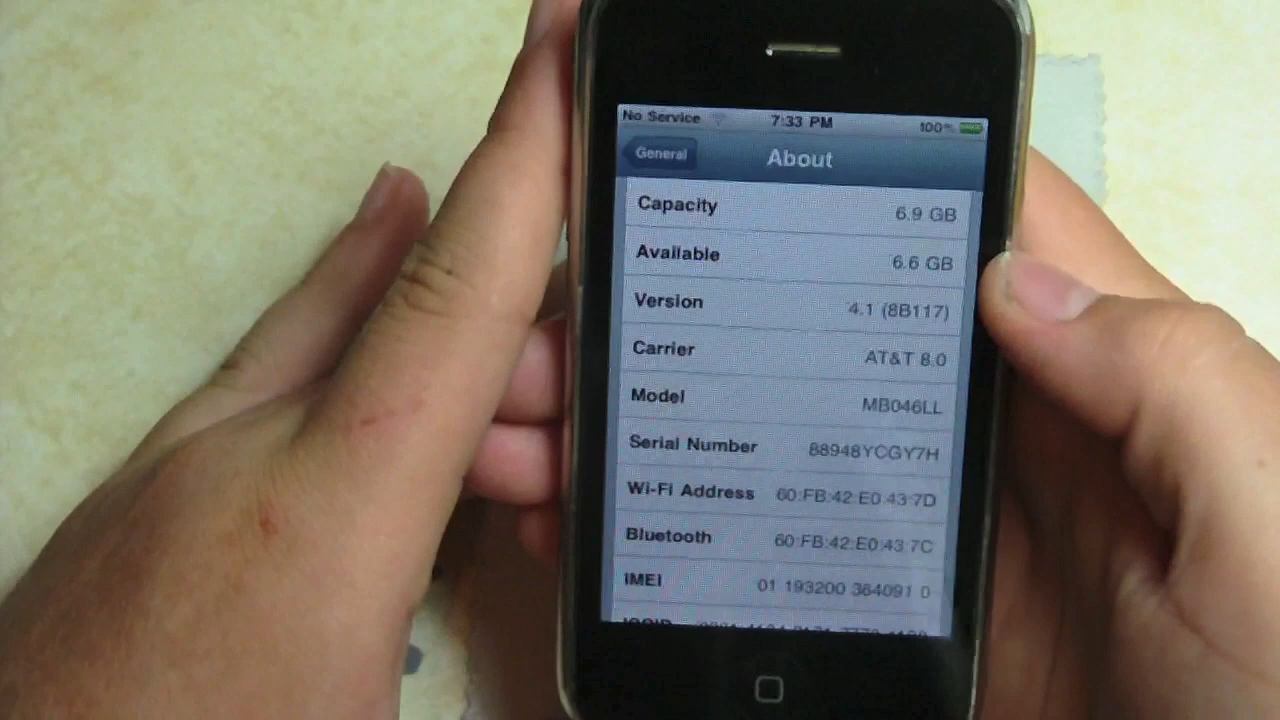 No Service 7:33 PM 100%
General About
Capacity 6.9 GB
Available 6.6 GB
Version 4.1 (8B117)
Carrier AT&T 8.0
Model MB046LL
Serial Number 88948YCGY7H
Wi-Fi Address 60:FB:42:E0:43:7D
Bluetooth 60:FB:42:E0:43:7C
IMEI 01 193200 364091 0
ICCID